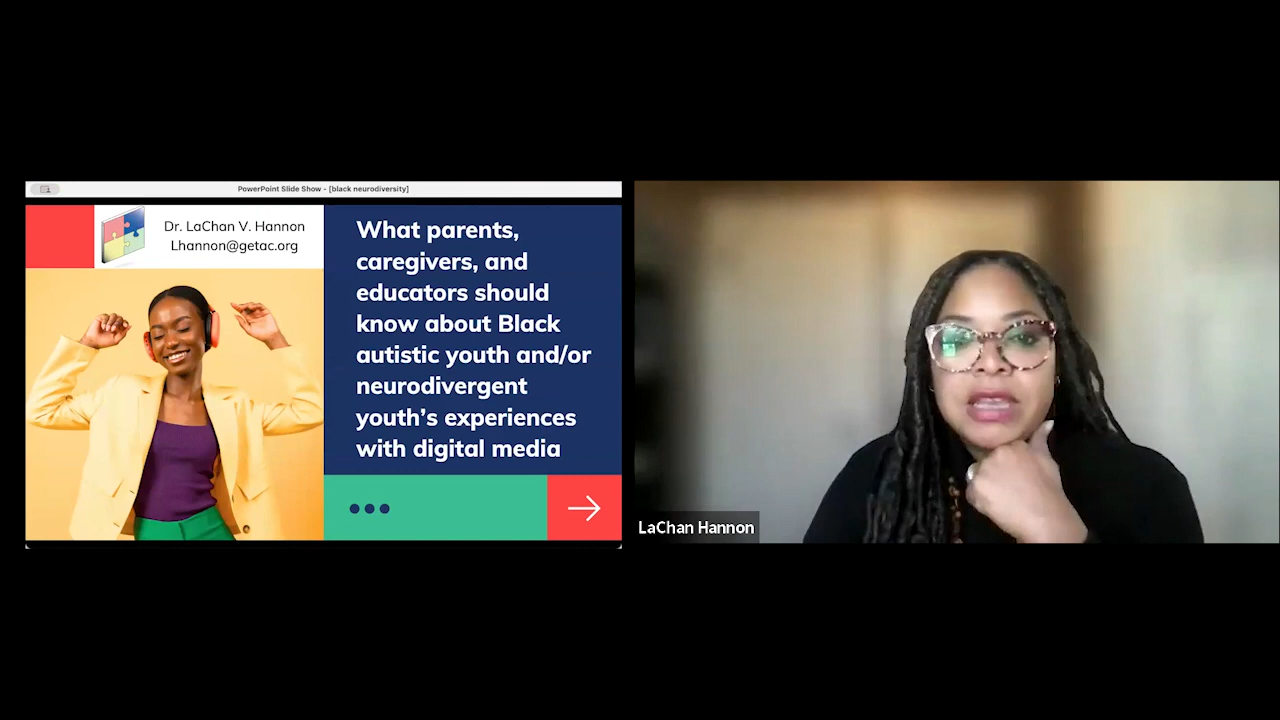 PowerPoint Slide Show - [black neurodiversity]
Dr. LaChan V. Hannon
Lhannon@getac.org
What parents,
caregivers, and
educators should
know about Black
autistic youth and/or
neurodivergent
youth's experiences
with digital media
LaChan Hannon